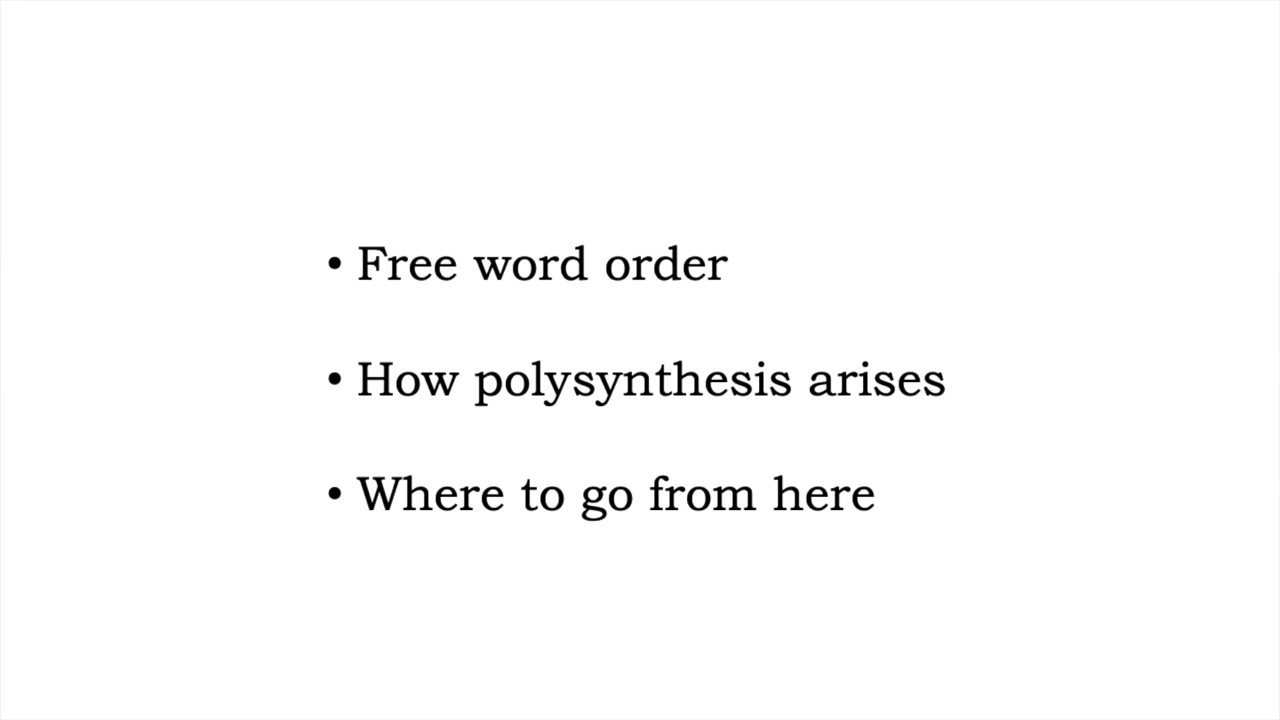 • Free word order
• How polysynthesis arises
• Where to go from here